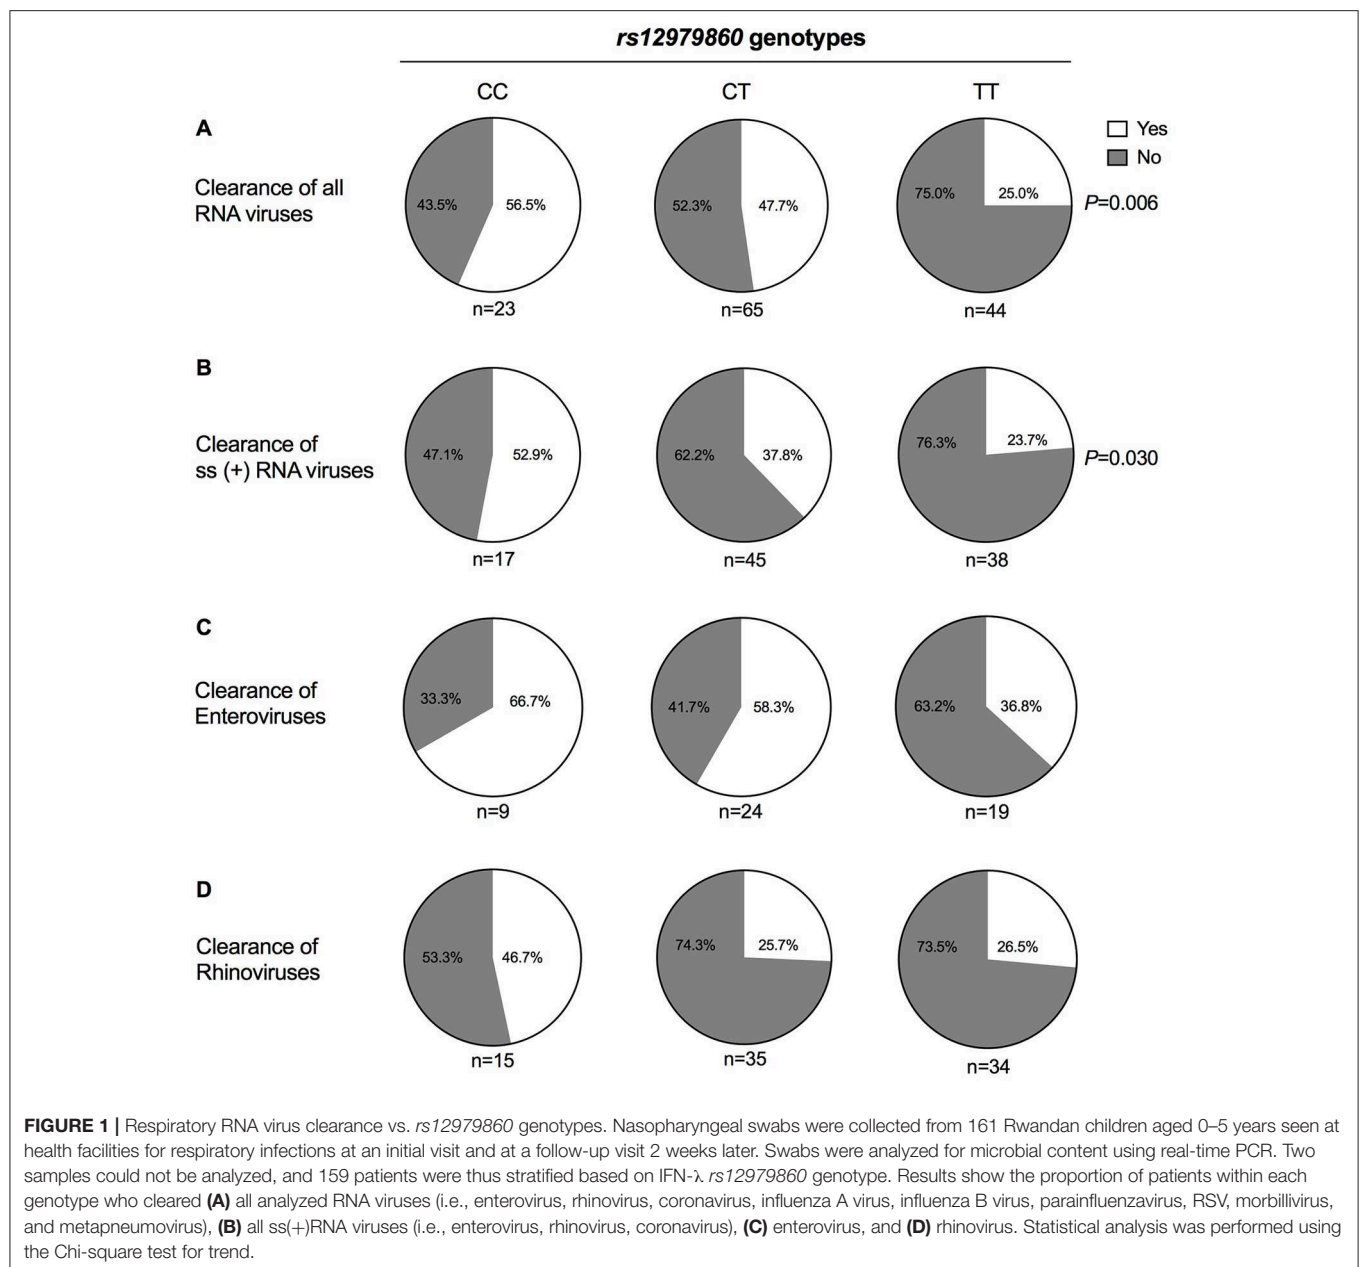 rs12979860 genotypes
CC CT TT
A
Clearance of all
RNA viruses
43.5% 56.5% 52.3% 47.7% 75.0% 25.0%
Yes
No
P=0.006
n=23 n=65 n=44
B
Clearance of
ss (+) RNA viruses
47.1% 52.9% 62.2% 37.8% 76.3% 23.7%
P=0.030
n=17 n=45 n=38
C
Clearance of
Enteroviruses
33.3% 66.7% 41.7% 58.3% 63.2% 36.8%
n=9 n=24 n=19
D
Clearance of
Rhinoviruses
53.3% 46.7% 74.3% 25.7% 73.5% 26.5%
n=15 n=35 n=34
FIGURE 1 | Respiratory RNA virus clearance vs. rs12979860 genotypes. Nasopharyngeal swabs were collected from 161 Rwandan children aged 0–5 years seen at
health facilities for respiratory infections at an initial visit and at a follow-up visit 2 weeks later. Swabs were analyzed for microbial content using real-time PCR. Two
samples could not be analyzed, and 159 patients were thus stratified based on IFN-λ rs12979860 genotype. Results show the proportion of patients within each
genotype who cleared (A) all analyzed RNA viruses (i.e., enterovirus, rhinovirus, coronavirus, influenza A virus, influenza B virus, parainfluenzavirus, RSV, morbillivirus,
and metapneumovirus), (B) all ss(+)RNA viruses (i.e., enterovirus, rhinovirus, coronavirus), (C) enterovirus, and (D) rhinovirus. Statistical analysis was performed using
the Chi-square test for trend.